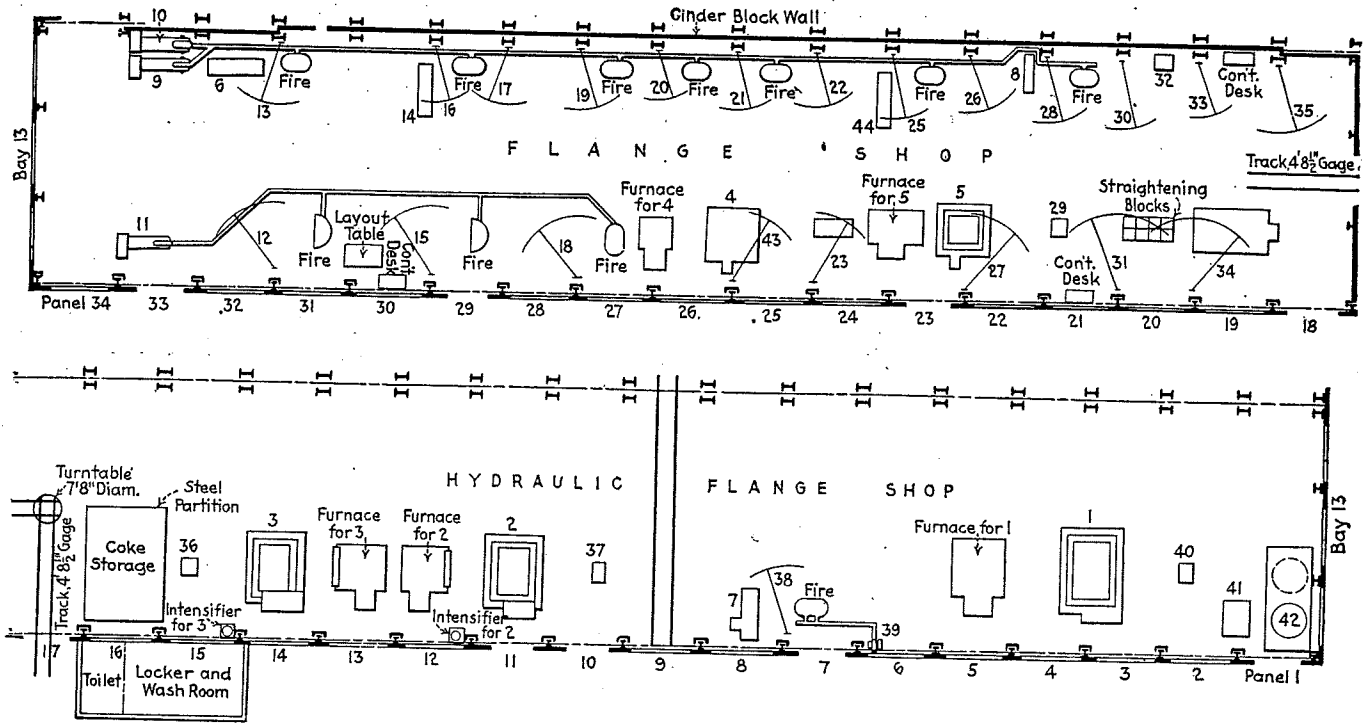 10
Cinder Block Wall
9
6
Fire
13
14
16
Fire
17
19
Fire
20
Fire
21
Fire
22
44
25
Fire
26
8
28
Fire
30
32
33
Con't.
Desk
35
Bay 13
FLANGE SHOP
Track, 4' 8½" Gage
11
12
Fire
Layout
Table
Con't
Desk
15
Fire
18
Fire
Furnace
for 4
4
43
23
Furnace
for 5
5
27
29
Con't.
Desk
31
Straightening
Blocks
34
Panel 34
33
32
31
30
29
28
27
26
25
24
23
22
21
20
19
18
HYDRAULIC FLANGE SHOP
Turntable
7'8" Diam.
Track, 4' 8½" Gage
Steel
Partition
Coke
Storage
36
3
Furnace
for 3
Furnace
for 2
2
37
Intensifier
for 3
Intensifier
for 2
7
38
Fire
39
Furnace for 1
1
40
41
42
Bay 13
17
16
15
14
13
12
11
10
9
8
7
6
5
4
3
2
Panel 1
Toilet
Locker and
Wash Room